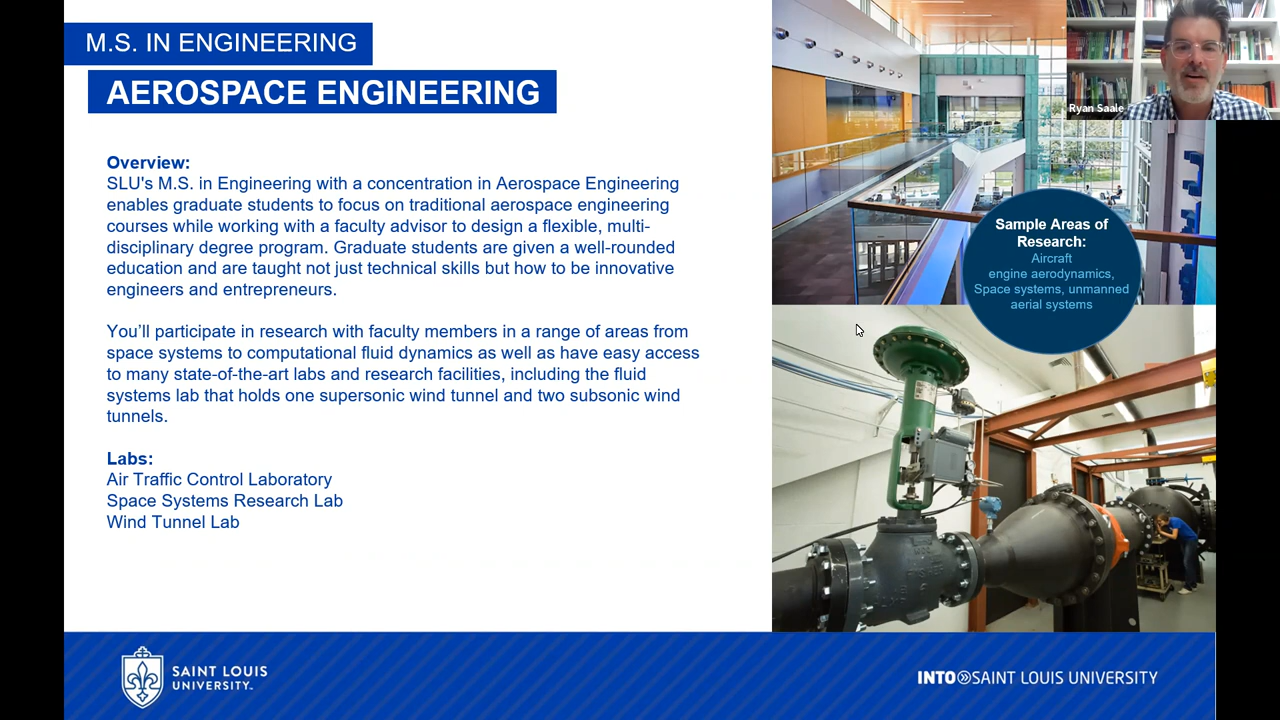 M.S. IN ENGINEERING
AEROSPACE ENGINEERING
Overview:
SLU's M.S. in Engineering with a concentration in Aerospace Engineering
enables graduate students to focus on traditional aerospace engineering
courses while working with a faculty advisor to design a flexible, multi-
disciplinary degree program. Graduate students are given a well-rounded
education and are taught not just technical skills but how to be innovative
engineers and entrepreneurs.
You’ll participate in research with faculty members in a range of areas from
space systems to computational fluid dynamics as well as have easy access
to many state-of-the-art labs and research facilities, including the fluid
systems lab that holds one supersonic wind tunnel and two subsonic wind
tunnels.
Labs:
Air Traffic Control Laboratory
Space Systems Research Lab
Wind Tunnel Lab
Ryan Saale
Sample Areas of
Research:
Aircraft
engine aerodynamics,
Space systems, unmanned
aerial systems
SAINT LOUIS
UNIVERSITY™
INTO SAINT LOUIS UNIVERSITY